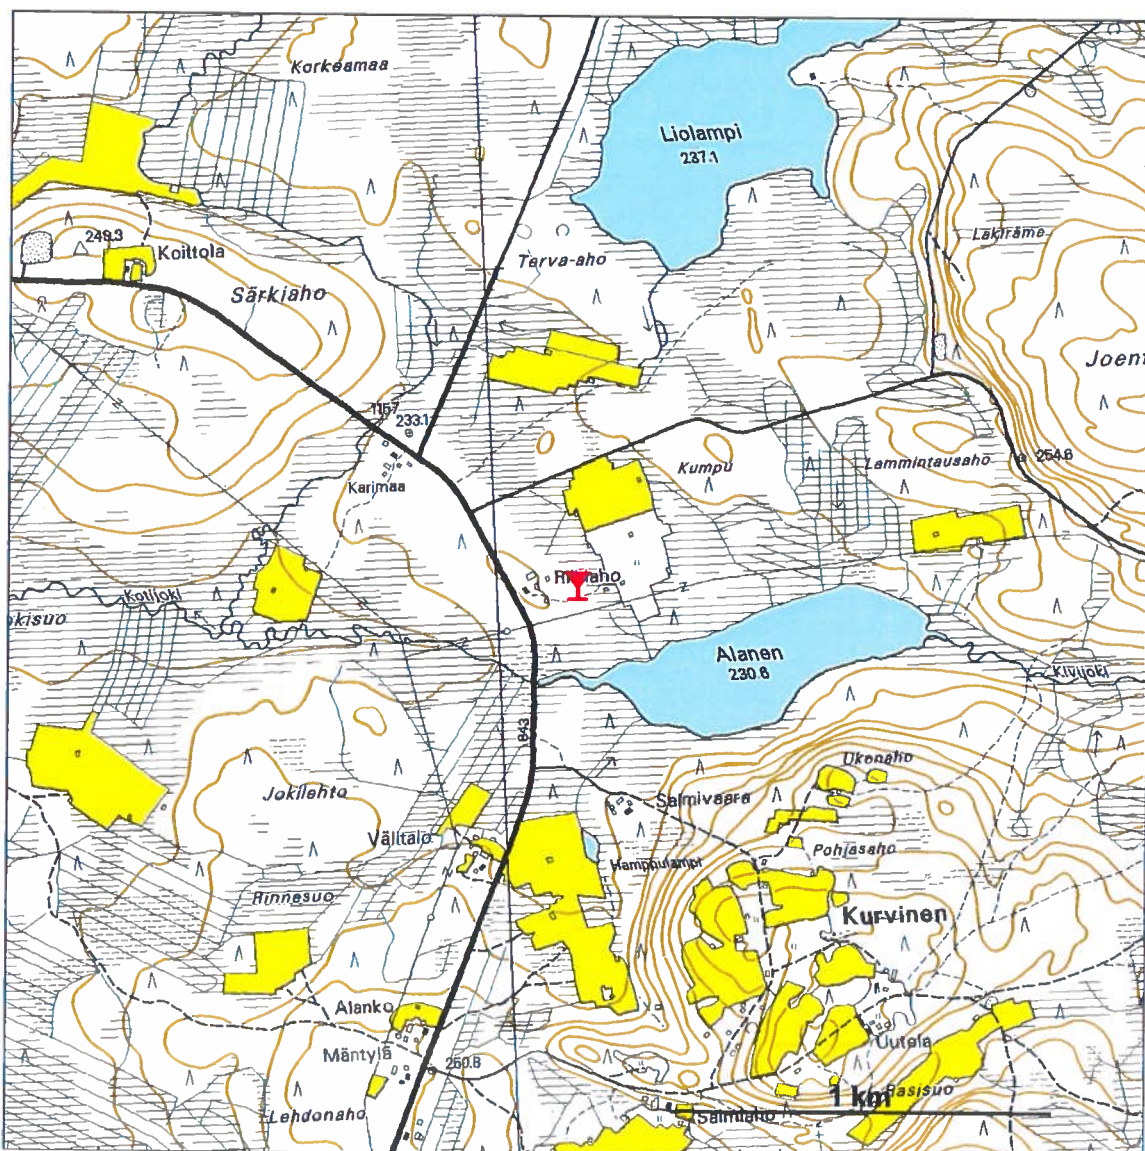 Korkeamaa
Liolampi
237.1
Lakiräme
249.3
Koittola
Terva-aho
Särkiaho
1157
233.1
Kumpu
Lammintausaho
254.6
Karimaa
Kotijoki
kisuo
Alanen
230.6
Kivijoki
843
Ukonaho
Jokilehto
Salmivaara
Välitalo
Pohjasaho
Hamppulampi
Rinnesuo
Kurvinen
Alanko
Uutela
Mäntylä
250.8
1 km
Rasisuo
Lehdonaho
Salmiaho